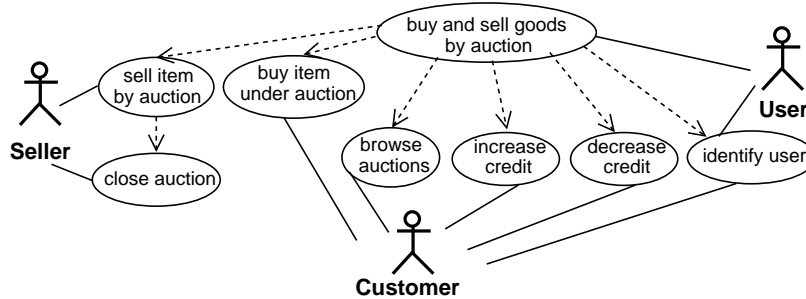 buy and sell goods
by auction
sell item
by auction
buy item
under auction
User
Seller
browse
auctions
increase
credit
decrease
credit
identify user
close auction
Customer